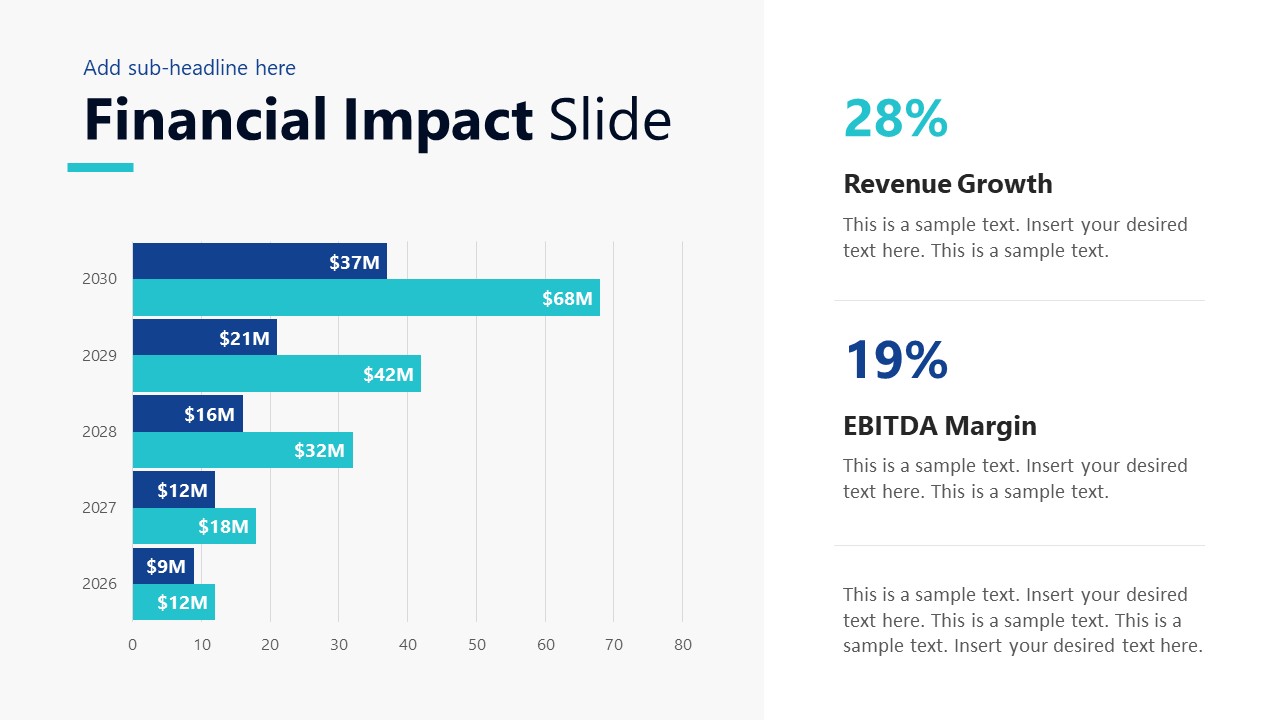 Add sub-headline here
Financial Impact Slide
2030
$37M
$68M
2029
$21M
$42M
2028
$16M
$32M
2027
$12M
$18M
2026
$9M
$12M
0 10 20 30 40 50 60 70 80
28%
Revenue Growth
This is a sample text. Insert your desired
text here. This is a sample text.
19%
EBITDA Margin
This is a sample text. Insert your desired
text here. This is a sample text.
This is a sample text. Insert your desired
text here. This is a sample text. This is a
sample text. Insert your desired text here.